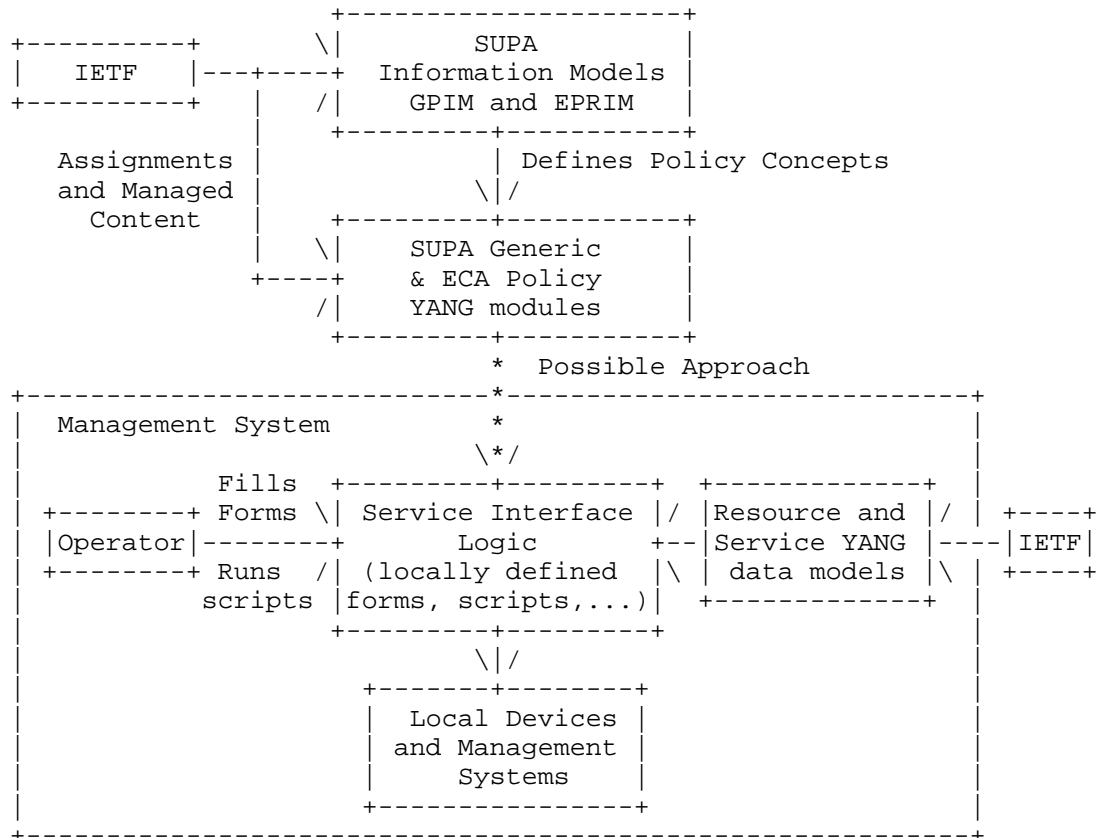 SUPA
IETF
Information Models
GPIM and EPRIM
Assignments
and Managed
Content
Defines Policy Concepts
SUPA Generic
& ECA Policy
YANG modules
Possible Approach
Management System
Fills
Forms
Operator
Runs
scripts
Service Interface
Logic
(locally defined
forms, scripts,...)
Resource and
Service YANG
data models
IETF
Local Devices
and Management
Systems